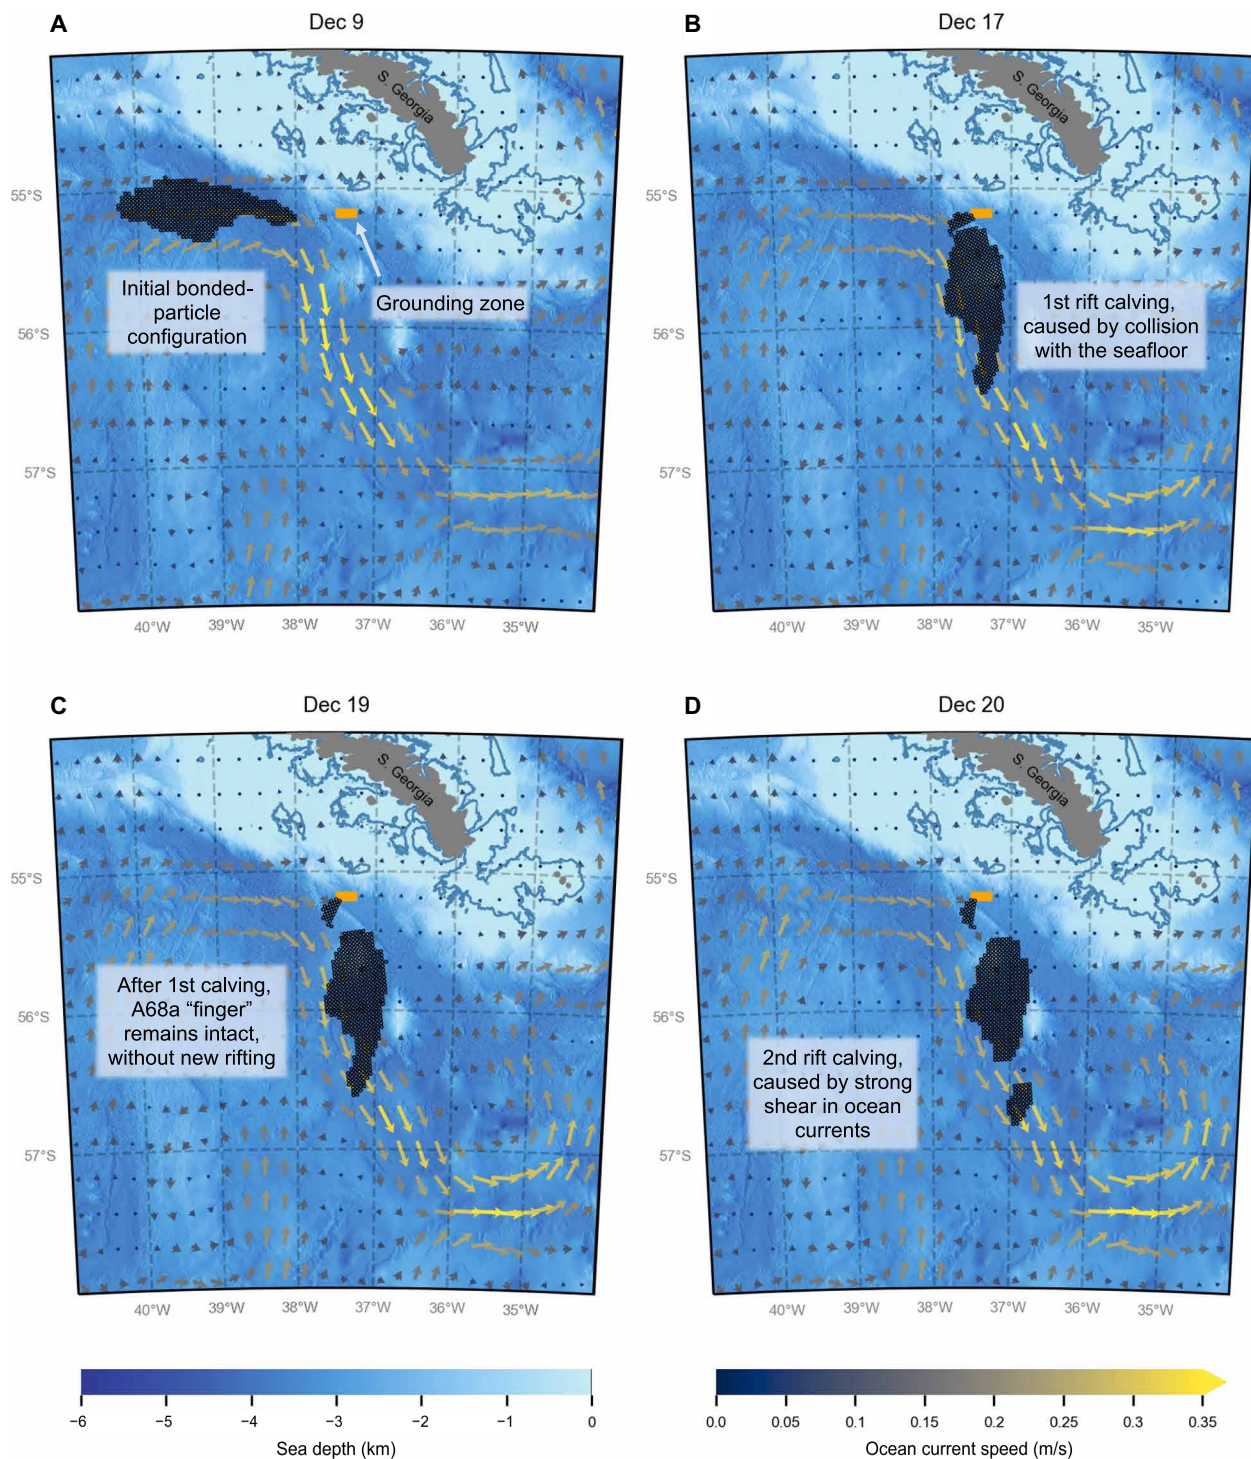 A
Dec 9
B
Dec 17
S. Georgia
S. Georgia
55°S
Initial bonded-
particle
configuration
Grounding zone
1st rift calving,
caused by collision
with the seafloor
56°S
56°S
57°S
57°S
40°W 39°W 38°W 37°W 36°W 35°W
40°W 39°W 38°W 37°W 36°W 35°W
C
Dec 19
D
Dec 20
S. Georgia
S. Georgia
55°S
55°S
After 1st calving,
A68a “finger”
remains intact,
without new rifting
56°S
56°S
2nd rift calving,
caused by strong
shear in ocean
currents
57°S
57°S
40°W 39°W 38°W 37°W 36°W 35°W
40°W 39°W 38°W 37°W 36°W 35°W
−6 −5 −4 −3 −2 −1 0
Sea depth (km)
0.0 0.05 0.1 0.15 0.2 0.25 0.3 0.35
Ocean current speed (m/s)